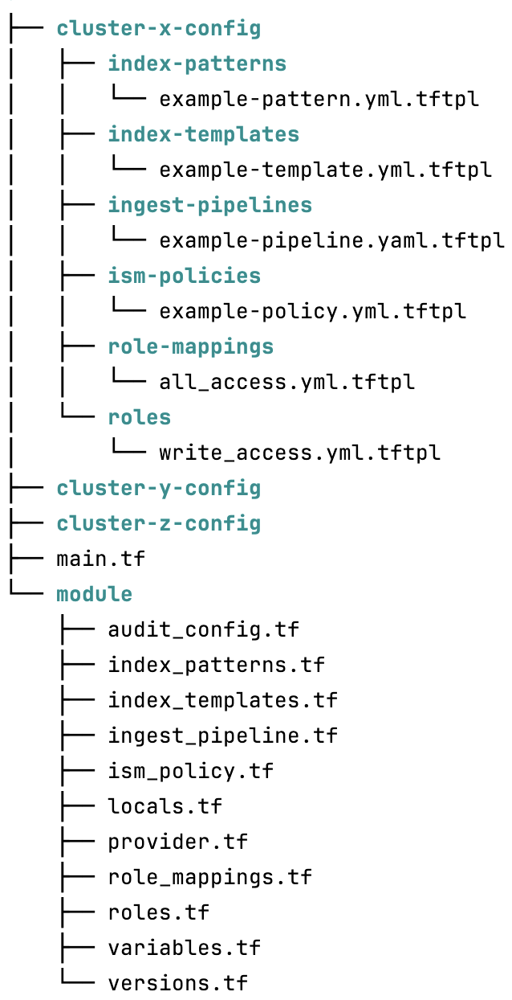 ├── cluster-x-config
│   ├── index-patterns
│   │   └── example-pattern.yml.tftpl
│   ├── index-templates
│   │   └── example-template.yml.tftpl
│   ├── ingest-pipelines
│   │   └── example-pipeline.yaml.tftpl
│   ├── ism-policies
│   │   └── example-policy.yml.tftpl
│   ├── role-mappings
│   │   └── all_access.yml.tftpl
│   └── roles
│       └── write_access.yml.tftpl
├── cluster-y-config
├── cluster-z-config
├── main.tf
└── module
    ├── audit_config.tf
    ├── index_patterns.tf
    ├── index_templates.tf
    ├── ingest_pipeline.tf
    ├── ism_policy.tf
    ├── locals.tf
    ├── provider.tf
    ├── role_mappings.tf
    ├── roles.tf
    ├── variables.tf
    └── versions.tf